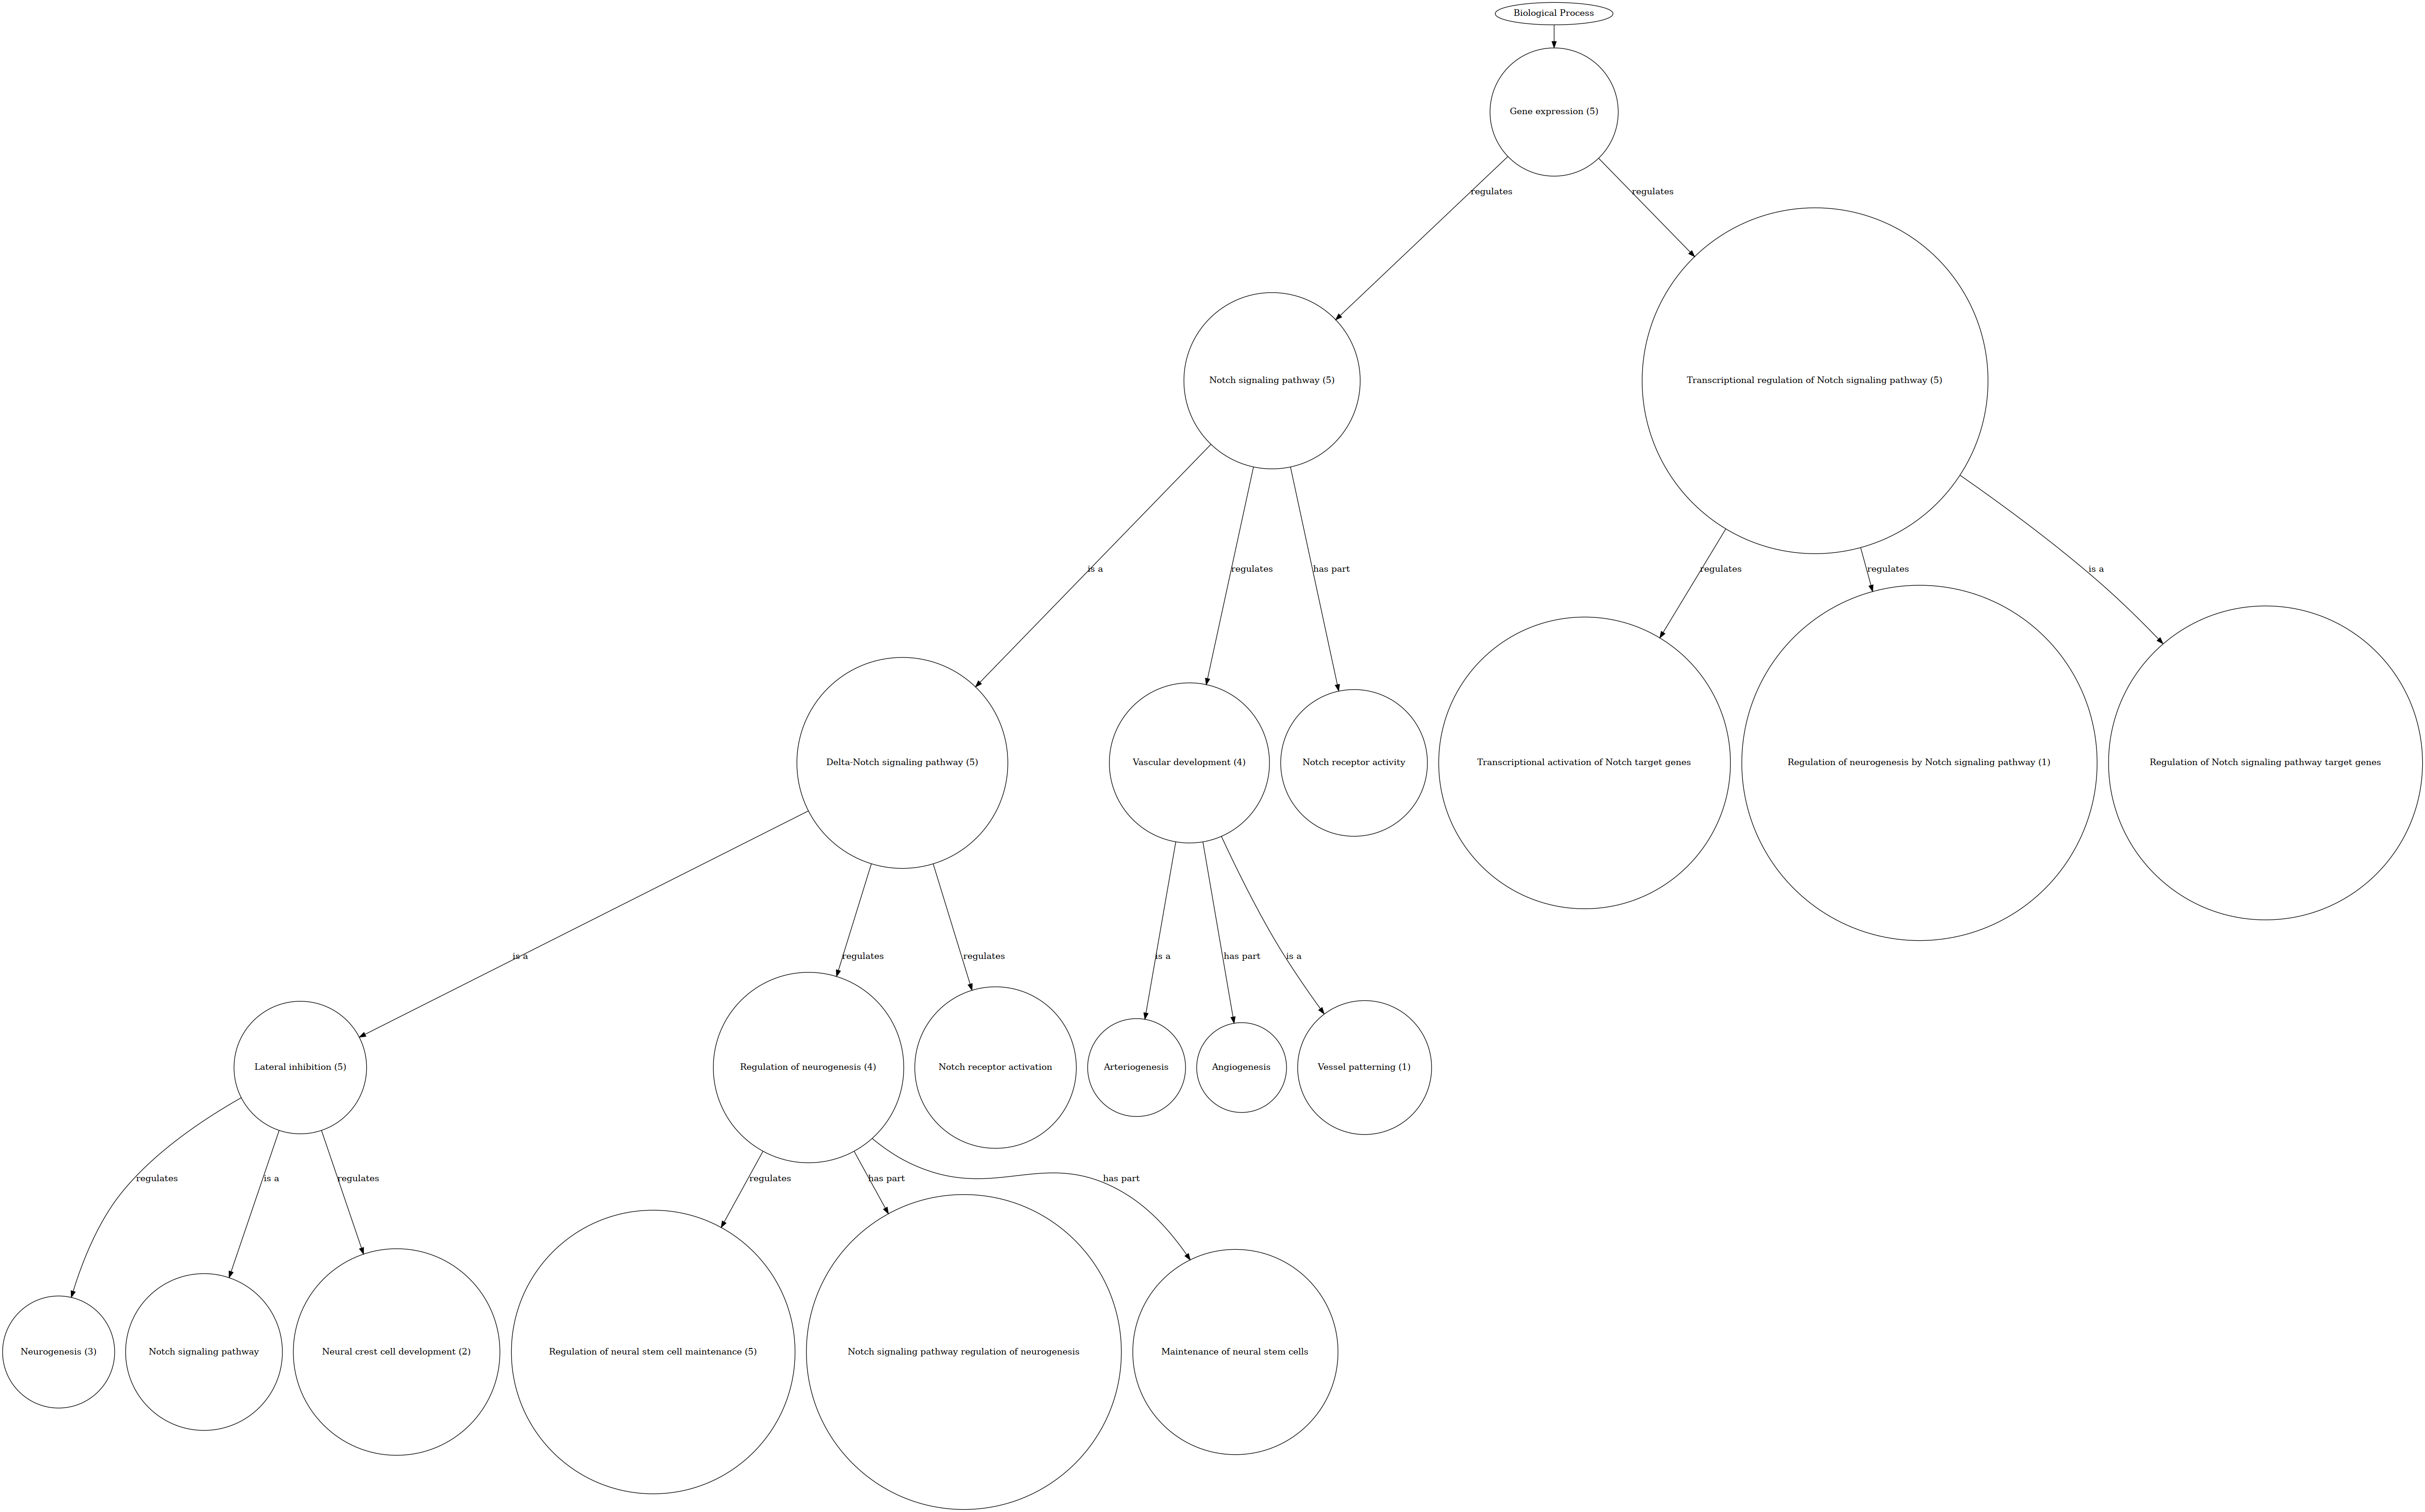 Biological Process
Gene expression (5)
regulates
regulates
Notch signaling pathway (5)
Transcriptional regulation of Notch signaling pathway (5)
is a
regulates
has part
regulates
regulates
is a
Delta-Notch signaling pathway (5)
Vascular development (4)
Notch receptor activity
Transcriptional activation of Notch target genes
Regulation of neurogenesis by Notch signaling pathway (1)
Regulation of Notch signaling pathway target genes
is a
regulates
regulates
is a
has part
is a
Lateral inhibition (5)
Regulation of neurogenesis (4)
Notch receptor activation
Arteriogenesis
Angiogenesis
Vessel patterning (1)
regulates
is a
regulates
regulates
has part
has part
Neurogenesis (3)
Notch signaling pathway
Neural crest cell development (2)
Regulation of neural stem cell maintenance (5)
Notch signaling pathway regulation of neurogenesis
Maintenance of neural stem cells